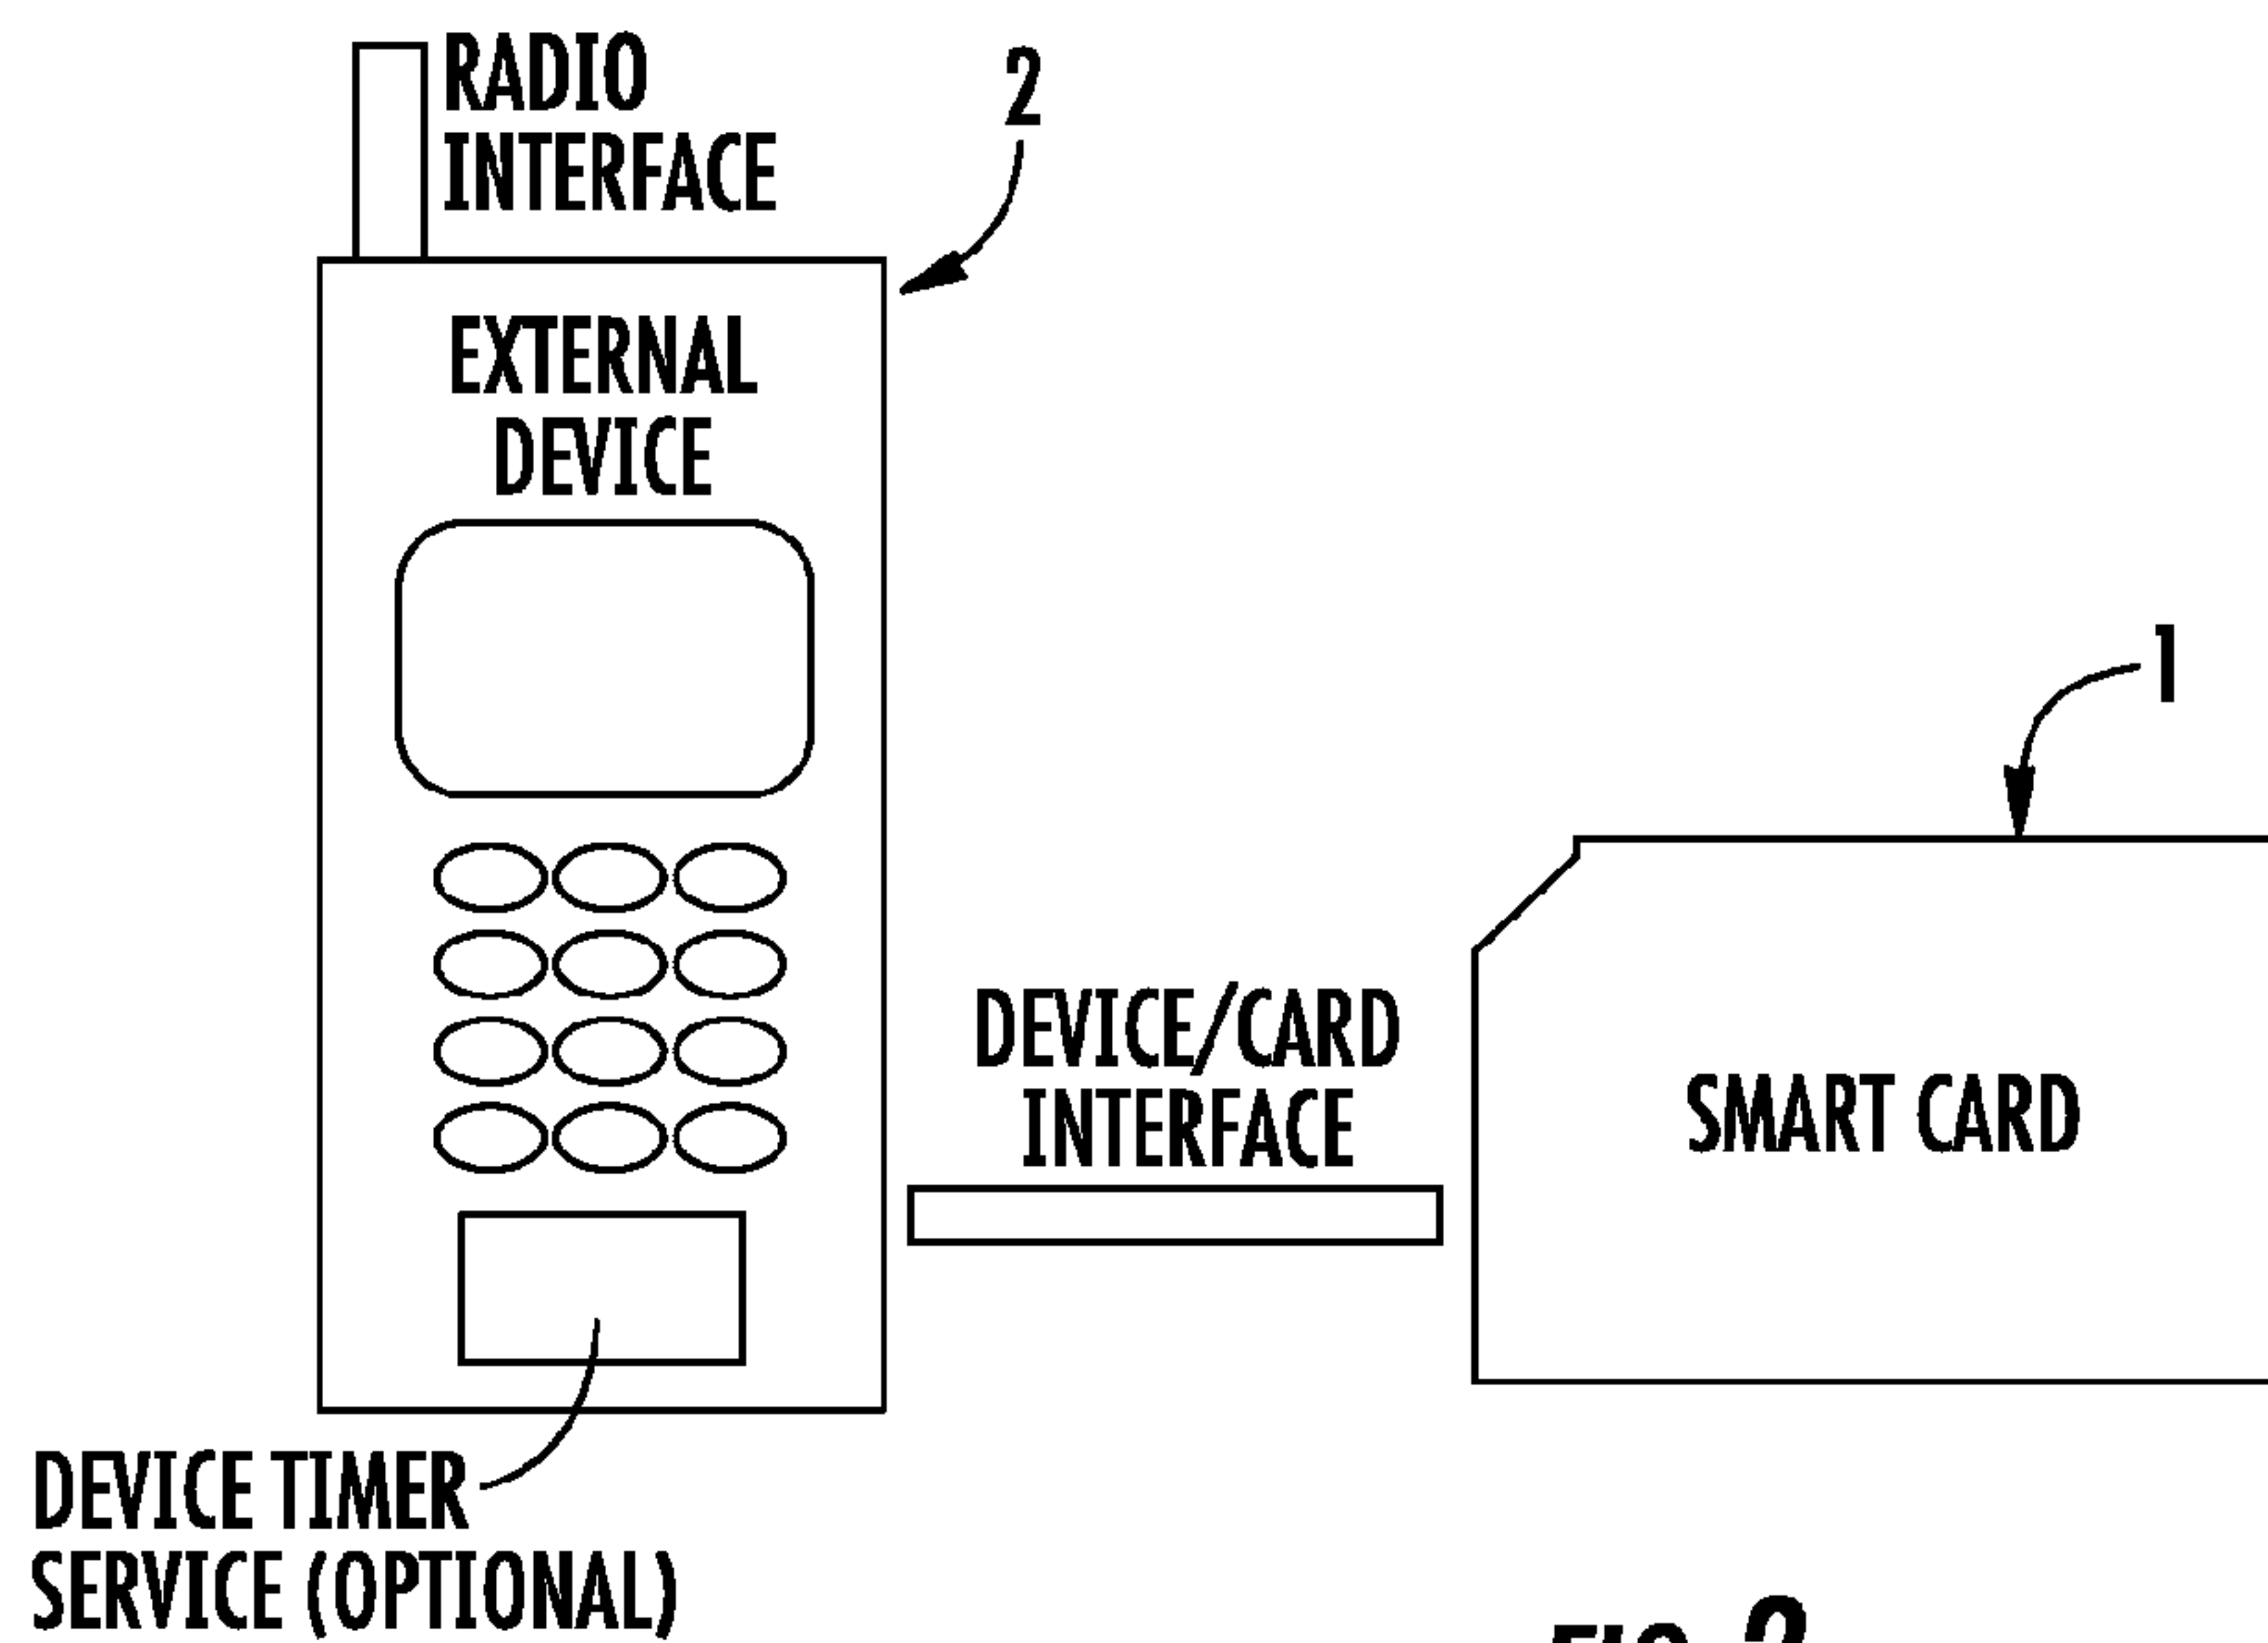 RADIO
INTERFACE
2
EXTERNAL
DEVICE
1
DEVICE/CARD
INTERFACE
SMART CARD
DEVICE TIMER
SERVICE (OPTIONAL)